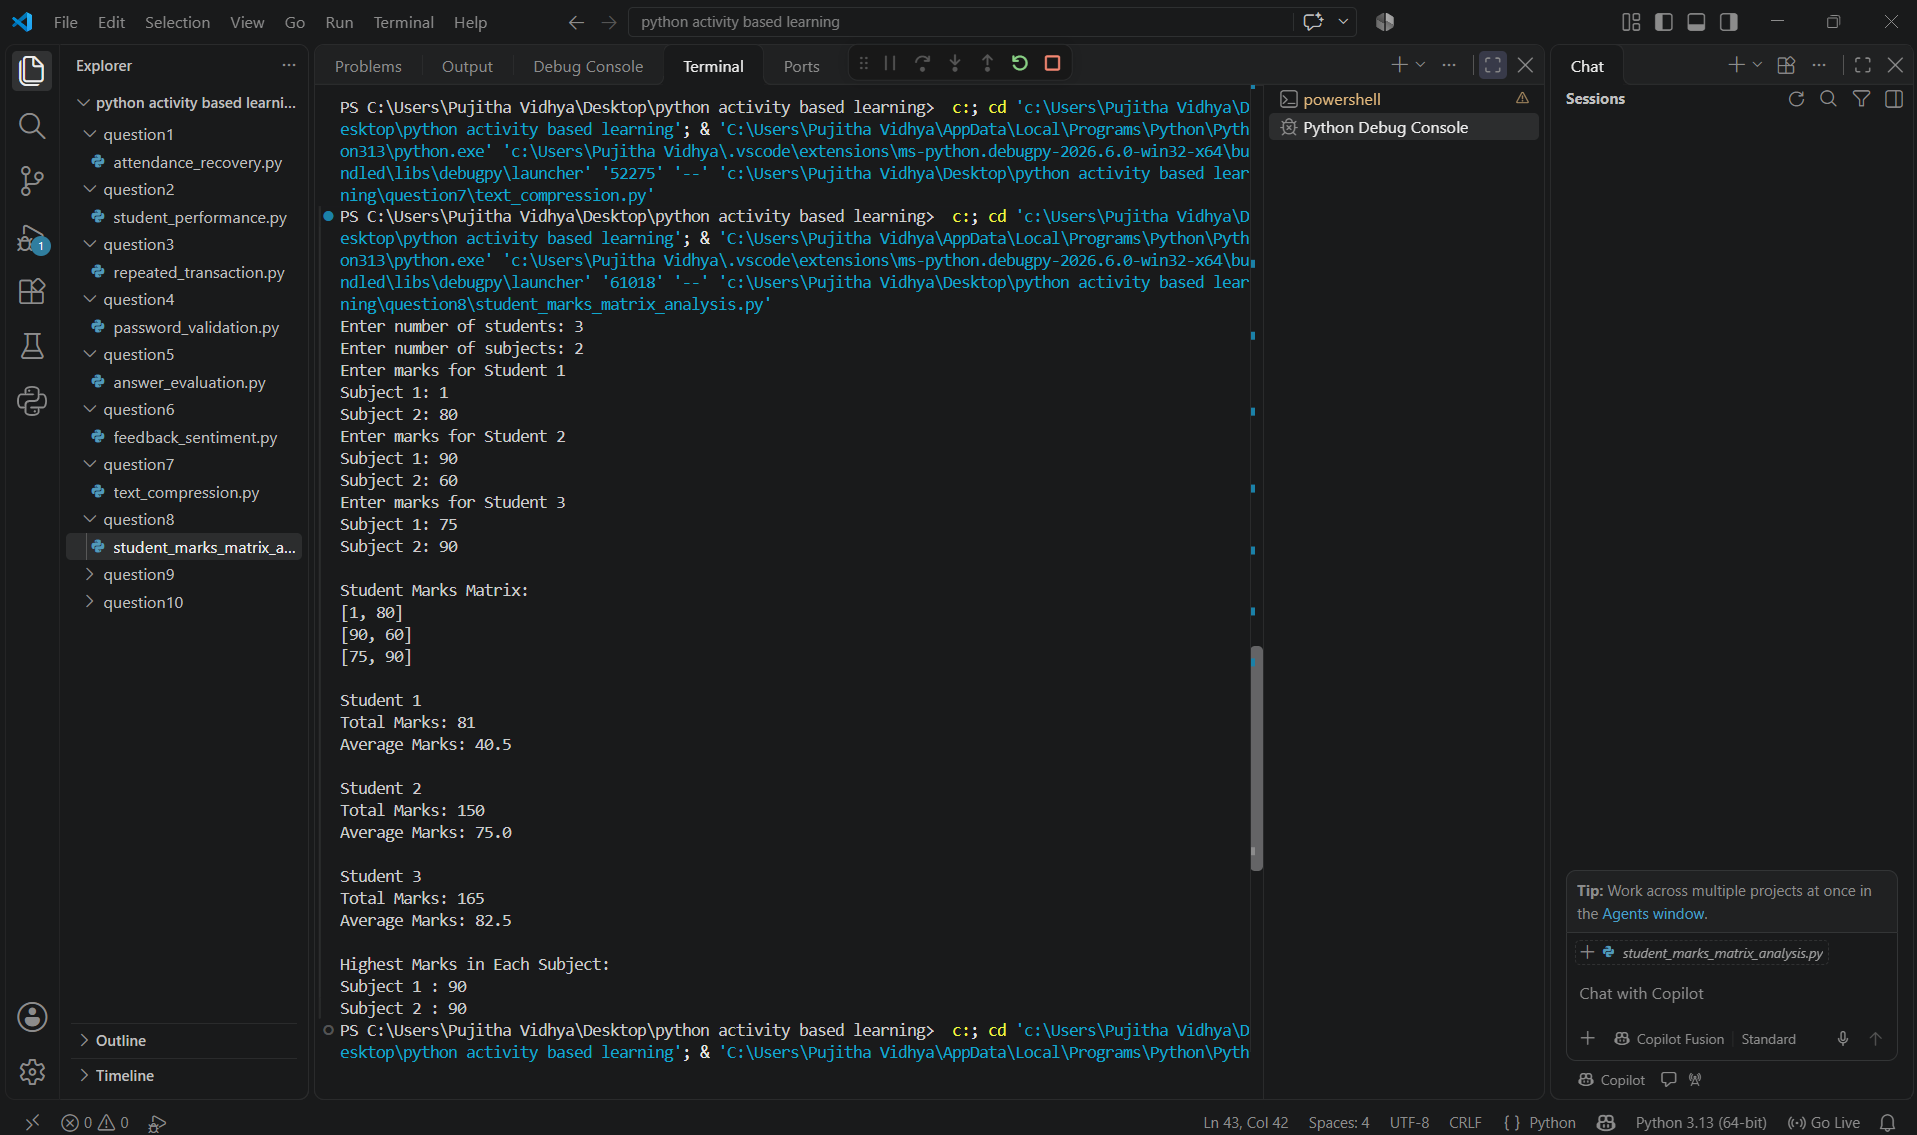 File Edit Selection View Go Run Terminal Help
python activity based learning
Explorer
python activity based learni...
question1
attendance_recovery.py
question2
student_performance.py
question3
repeated_transaction.py
question4
password_validation.py
question5
answer_evaluation.py
question6
feedback_sentiment.py
question7
text_compression.py
question8
student_marks_matrix_a...
question9
question10
Outline
Timeline
1
Problems Output Debug Console Terminal Ports
PS C:\Users\Pujitha Vidhya\Desktop\python activity based learning>  c:; cd 'c:\Users\Pujitha Vidhya\D
esktop\python activity based learning'; & 'C:\Users\Pujitha Vidhya\AppData\Local\Programs\Python\Pyth
on313\python.exe' 'c:\Users\Pujitha Vidhya\.vscode\extensions\ms-python.debugpy-2026.6.0-win32-x64\bu
ndled\libs\debugpy\launcher' '52275' '--' 'c:\Users\Pujitha Vidhya\Desktop\python activity based lear
ning\question7\text_compression.py'
PS C:\Users\Pujitha Vidhya\Desktop\python activity based learning>  c:; cd 'c:\Users\Pujitha Vidhya\D
esktop\python activity based learning'; & 'C:\Users\Pujitha Vidhya\AppData\Local\Programs\Python\Pyth
on313\python.exe' 'c:\Users\Pujitha Vidhya\.vscode\extensions\ms-python.debugpy-2026.6.0-win32-x64\bu
ndled\libs\debugpy\launcher' '61018' '--' 'c:\Users\Pujitha Vidhya\Desktop\python activity based lear
ning\question8\student_marks_matrix_analysis.py'
Enter number of students: 3
Enter number of subjects: 2
Enter marks for Student 1
Subject 1: 1
Subject 2: 80
Enter marks for Student 2
Subject 1: 90
Subject 2: 60
Enter marks for Student 3
Subject 1: 75
Subject 2: 90
Student Marks Matrix:
[1, 80]
[90, 60]
[75, 90]
Student 1
Total Marks: 81
Average Marks: 40.5
Student 2
Total Marks: 150
Average Marks: 75.0
Student 3
Total Marks: 165
Average Marks: 82.5
Highest Marks in Each Subject:
Subject 1 : 90
Subject 2 : 90
PS C:\Users\Pujitha Vidhya\Desktop\python activity based learning>  c:; cd 'c:\Users\Pujitha Vidhya\D
esktop\python activity based learning'; & 'C:\Users\Pujitha Vidhya\AppData\Local\Programs\Python\Pyth
powershell
Python Debug Console
Chat
Sessions
Tip: Work across multiple projects at once in
the Agents window.
student_marks_matrix_analysis.py
Chat with Copilot
Copilot Fusion Standard
Copilot
0 0
Ln 43, Col 42 Spaces: 4 UTF-8 CRLF { } Python Python 3.13 (64-bit) Go Live